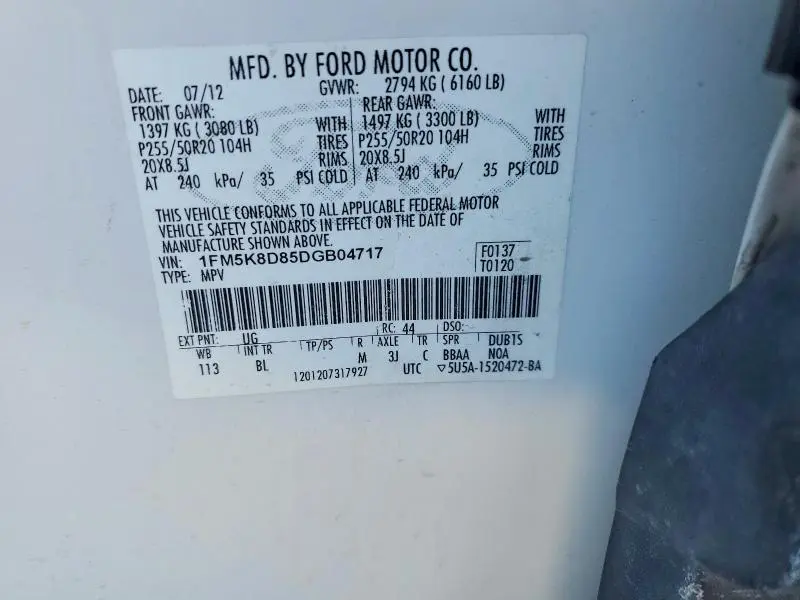 MFD. BY FORD MOTOR CO.
DATE: 07/12 GVWR: 2794 KG ( 6160 LB)
FRONT GAWR: REAR GAWR:
1397 KG ( 3080 LB) WITH 1497 KG ( 3300 LB) WITH
P255/50R20 104H TIRES P255/50R20 104H TIRES
20X8.5J RIMS 20X8.5J RIMS
AT 240 kPa/ 35 PSI COLD AT 240 kPa/ 35 PSI COLD
THIS VEHICLE CONFORMS TO ALL APPLICABLE FEDERAL MOTOR
VEHICLE SAFETY STANDARDS IN EFFECT ON THE DATE OF
MANUFACTURE SHOWN ABOVE.
VIN: 1FM5K8D85DGB04717 F0137
TYPE: MPV T0120
EXT PNT: UG RC: 44 DSO:
WB INT TR TP/PS R AXLE TR SPR DUB1S
113 BL M 3J C BBAA N0A
1201207317927 UTC ▽5U5A-1520472-BA